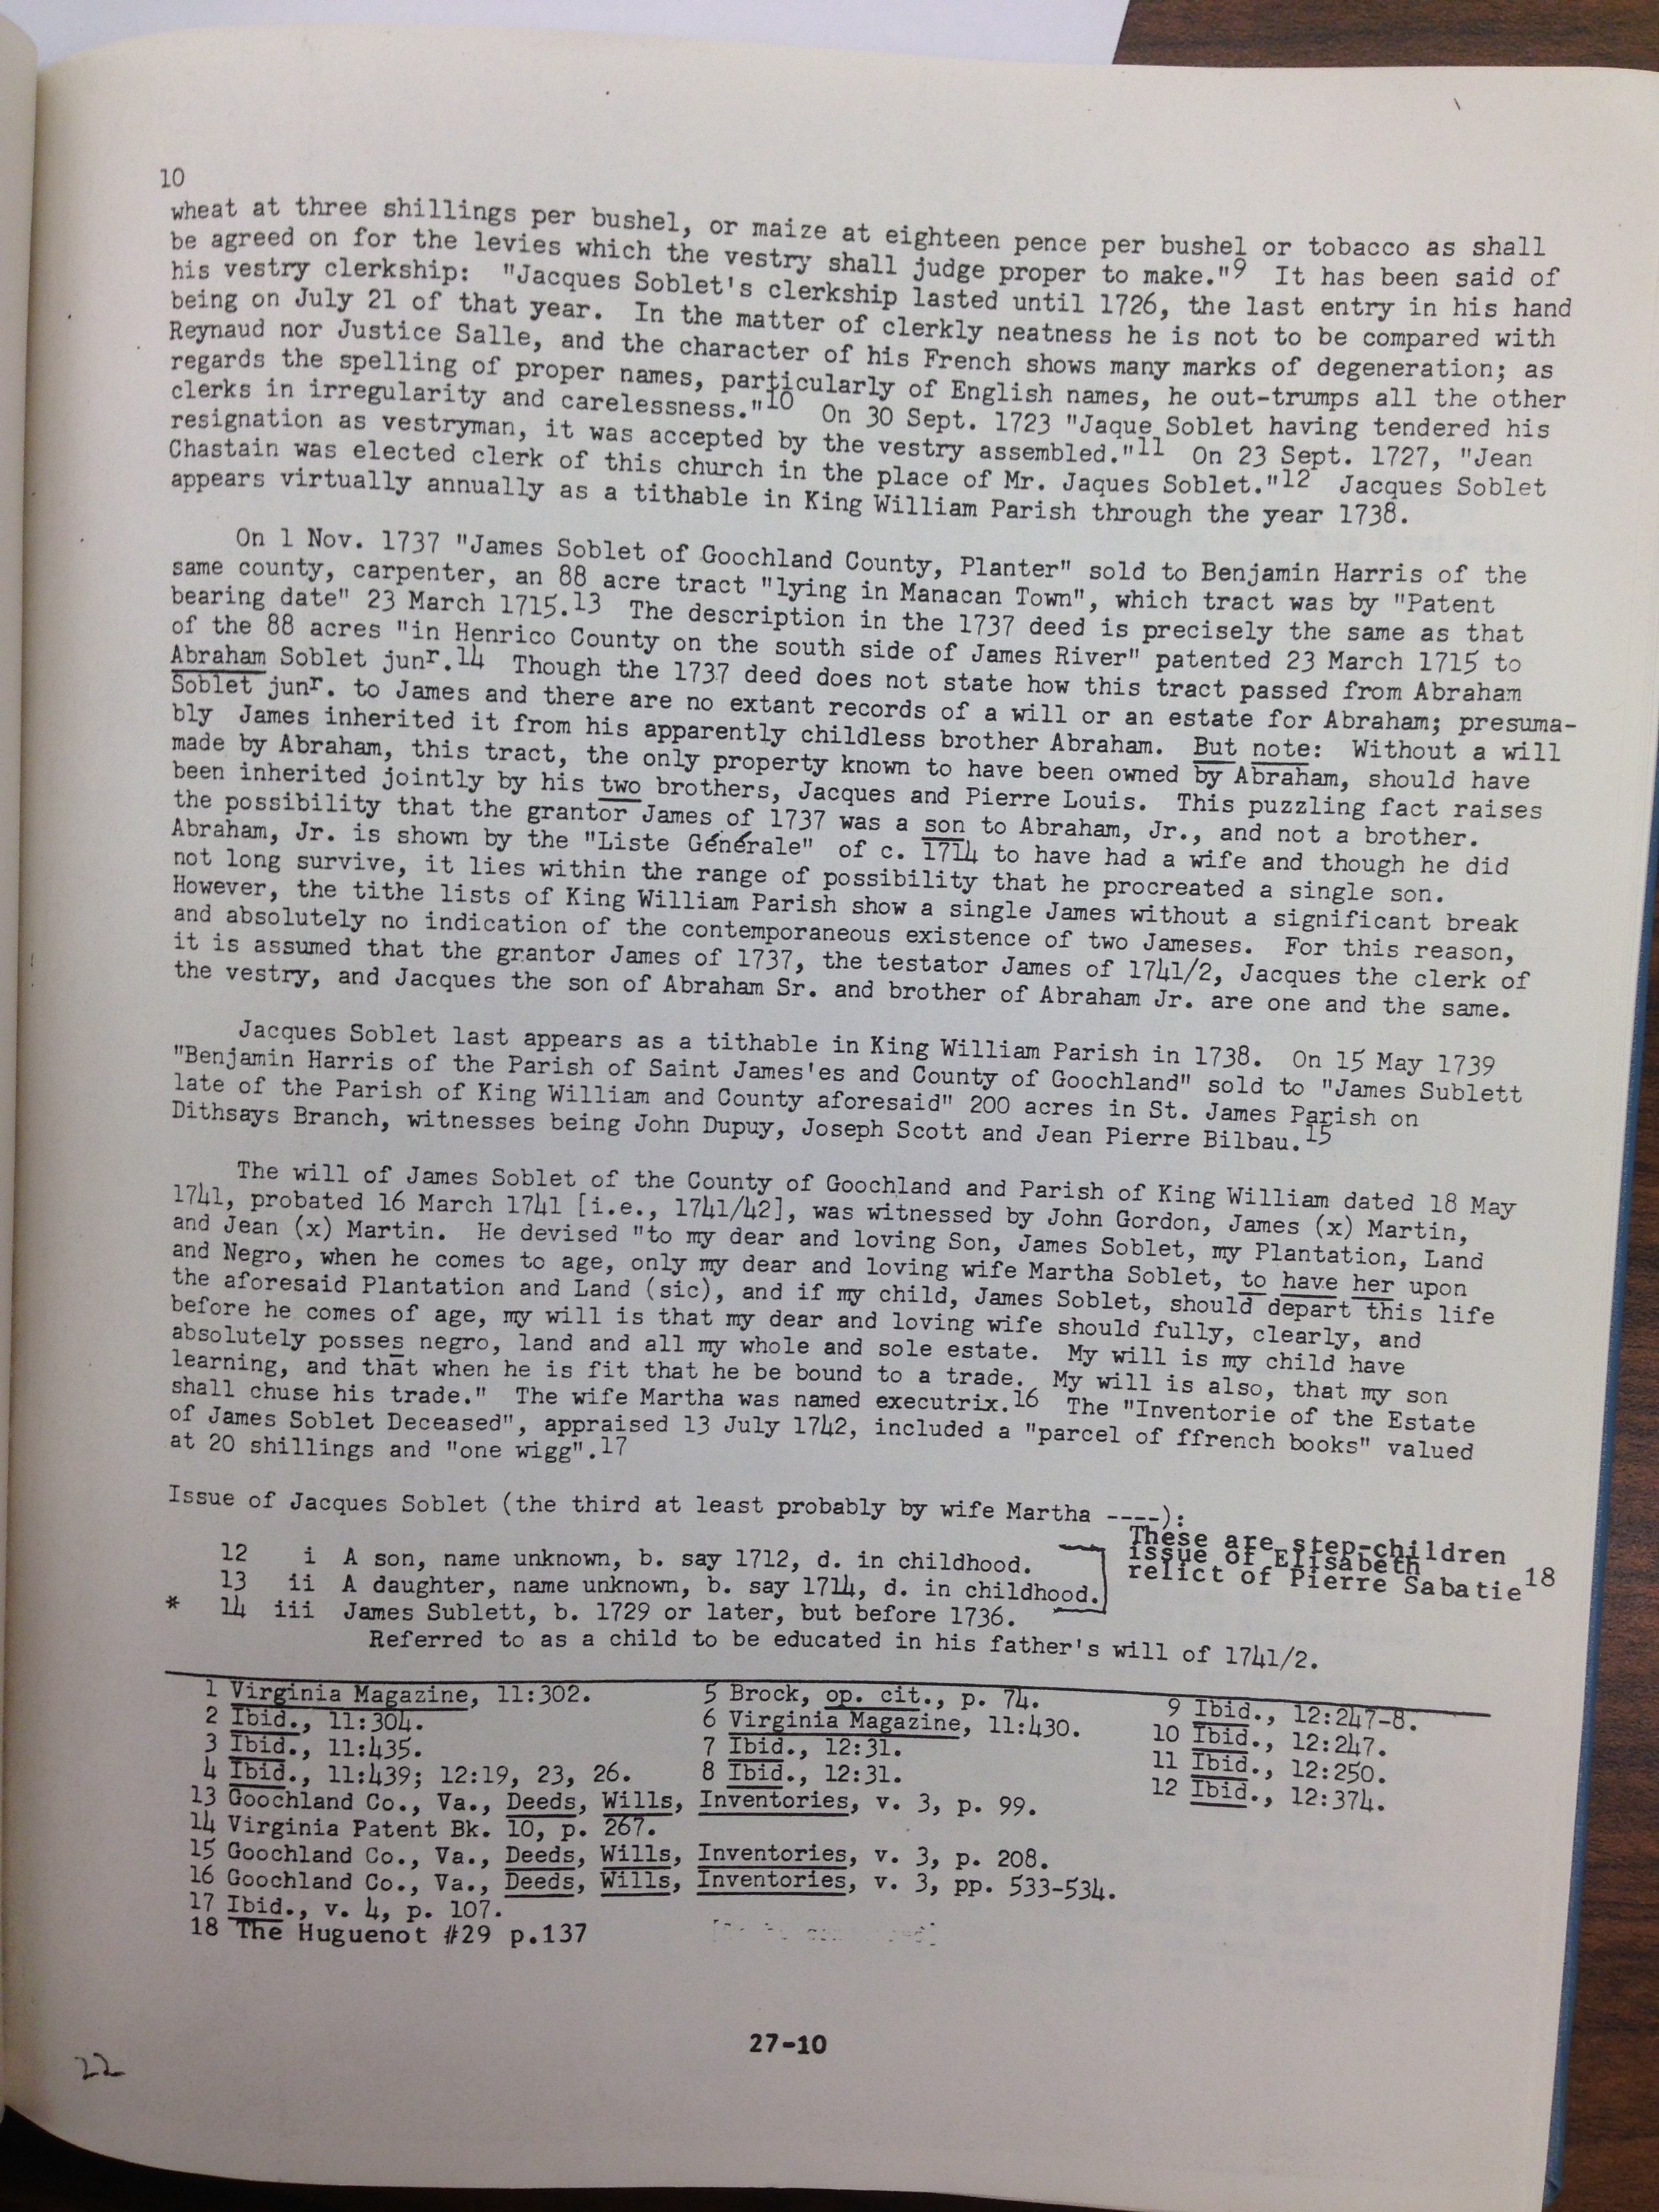 10
wheat at three shillings per bushel, or maize at eighteen pence per bushel or tobacco as shall
be agreed on for the levies which the vestry shall judge proper to make."9 It has been said of
his vestry clerkship: "Jacques Soblet's clerkship lasted until 1726, the last entry in his hand
being on July 21 of that year. In the matter of clerkly neatness he is not to be compared with
Reynaud nor Justice Salle, and the character of his French shows many marks of degeneration; as
regards the spelling of proper names, particularly of English names, he out-trumps all the other
clerks in irregularity and carelessness."10 On 30 Sept. 1723 "Jaque Soblet having tendered his
resignation as vestryman, it was accepted by the vestry assembled."11 On 23 Sept. 1727, "Jean
Chastain was elected clerk of this church in the place of Mr. Jaques Soblet."12 Jacques Soblet
appears virtually annually as a tithable in King William Parish through the year 1738.
On 1 Nov. 1737 "James Soblet of Goochland County, Planter" sold to Benjamin Harris of the
same county, carpenter, an 88 acre tract "lying in Manacan Town", which tract was by "Patent
bearing date" 23 March 1715.13 The description in the 1737 deed is precisely the same as that
of the 88 acres "in Henrico County on the south side of James River" patented 23 March 1715 to
Abraham Soblet junr.14 Though the 1737 deed does not state how this tract passed from Abraham
Soblet junr. to James and there are no extant records of a will or an estate for Abraham; presuma-
bly James inherited it from his apparently childless brother Abraham. But note: Without a will
made by Abraham, this tract, the only property known to have been owned by Abraham, should have
been inherited jointly by his two brothers, Jacques and Pierre Louis. This puzzling fact raises
the possibility that the grantor James of 1737 was a son to Abraham, Jr., and not a brother.
Abraham, Jr. is shown by the "Liste Générale" of c. 1714 to have had a wife and though he did
not long survive, it lies within the range of possibility that he procreated a single son.
However, the tithe lists of King William Parish show a single James without a significant break
and absolutely no indication of the contemporaneous existence of two Jameses. For this reason,
it is assumed that the grantor James of 1737, the testator James of 1741/2, Jacques the clerk of
the vestry, and Jacques the son of Abraham Sr. and brother of Abraham Jr. are one and the same.
Jacques Soblet last appears as a tithable in King William Parish in 1738. On 15 May 1739
"Benjamin Harris of the Parish of Saint James'es and County of Goochland" sold to "James Sublett
late of the Parish of King William and County aforesaid" 200 acres in St. James Parish on
Dithsays Branch, witnesses being John Dupuy, Joseph Scott and Jean Pierre Bilbau.15
The will of James Soblet of the County of Goochland and Parish of King William dated 18 May
1741, probated 16 March 1741 [i.e., 1741/42], was witnessed by John Gordon, James (x) Martin,
and Jean (x) Martin. He devised "to my dear and loving Son, James Soblet, my Plantation, Land
and Negro, when he comes to age, only my dear and loving wife Martha Soblet, to have her upon
the aforesaid Plantation and Land (sic), and if my child, James Soblet, should depart this life
before he comes of age, my will is that my dear and loving wife should fully, clearly, and
absolutely posses negro, land and all my whole and sole estate. My will is my child have
learning, and that when he is fit that he be bound to a trade. My will is also, that my son
shall chuse his trade." The wife Martha was named executrix.16 The "Inventorie of the Estate
of James Soblet Deceased", appraised 13 July 1742, included a "parcel of ffrench books" valued
at 20 shillings and "one wigg".17
Issue of Jacques Soblet (the third at least probably by wife Martha ----):
12 i A son, name unknown, b. say 1712, d. in childhood.
13 ii A daughter, name unknown, b. say 1714, d. in childhood.
These are step-children
issue of Elisabeth
relict of Pierre Sabatie18
* 14 iii James Sublett, b. 1729 or later, but before 1736.
Referred to as a child to be educated in his father's will of 1741/2.
1 Virginia Magazine, 11:302.
2 Ibid., 11:304.
3 Ibid., 11:435.
4 Ibid., 11:439; 12:19, 23, 26.
5 Brock, op. cit., p. 74.
6 Virginia Magazine, 11:430.
7 Ibid., 12:31.
8 Ibid., 12:31.
9 Ibid., 12:247-8.
10 Ibid., 12:247.
11 Ibid., 12:250.
12 Ibid., 12:374.
13 Goochland Co., Va., Deeds, Wills, Inventories, v. 3, p. 99.
14 Virginia Patent Bk. 10, p. 267.
15 Goochland Co., Va., Deeds, Wills, Inventories, v. 3, p. 208.
16 Goochland Co., Va., Deeds, Wills, Inventories, v. 3, pp. 533-534.
17 Ibid., v. 4, p. 107.
18 The Huguenot #29 p.137
27-10
22